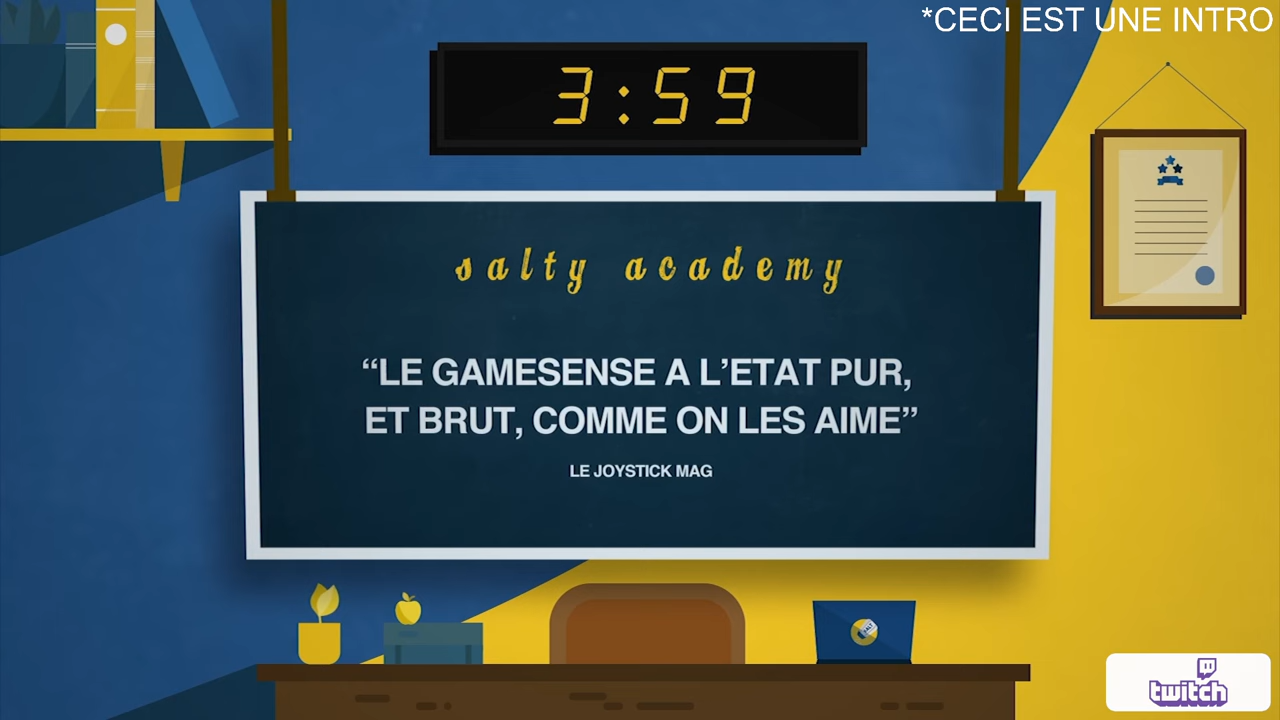 *CECI EST UNE INTRO
3:59
salty academy
“LE GAMESENSE A L’ETAT PUR,
ET BRUT, COMME ON LES AIME”
LE JOYSTICK MAG
twitch